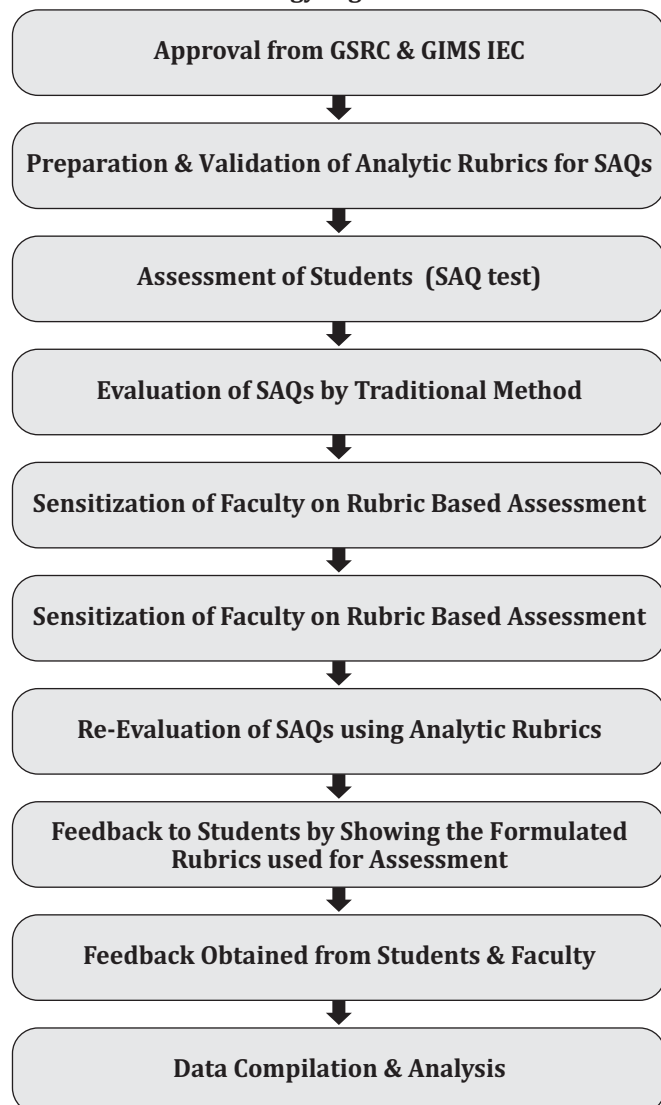 Approval from GSRC & GIMS IEC
Preparation & Validation of Analytic Rubrics for SAQs
Assessment of Students (SAQ test)
Evaluation of SAQs by Traditional Method
Sensitization of Faculty on Rubric Based Assessment
Sensitization of Faculty on Rubric Based Assessment
Re-Evaluation of SAQs using Analytic Rubrics
Feedback to Students by Showing the Formulated
Rubrics used for Assessment
Feedback Obtained from Students & Faculty
Data Compilation & Analysis